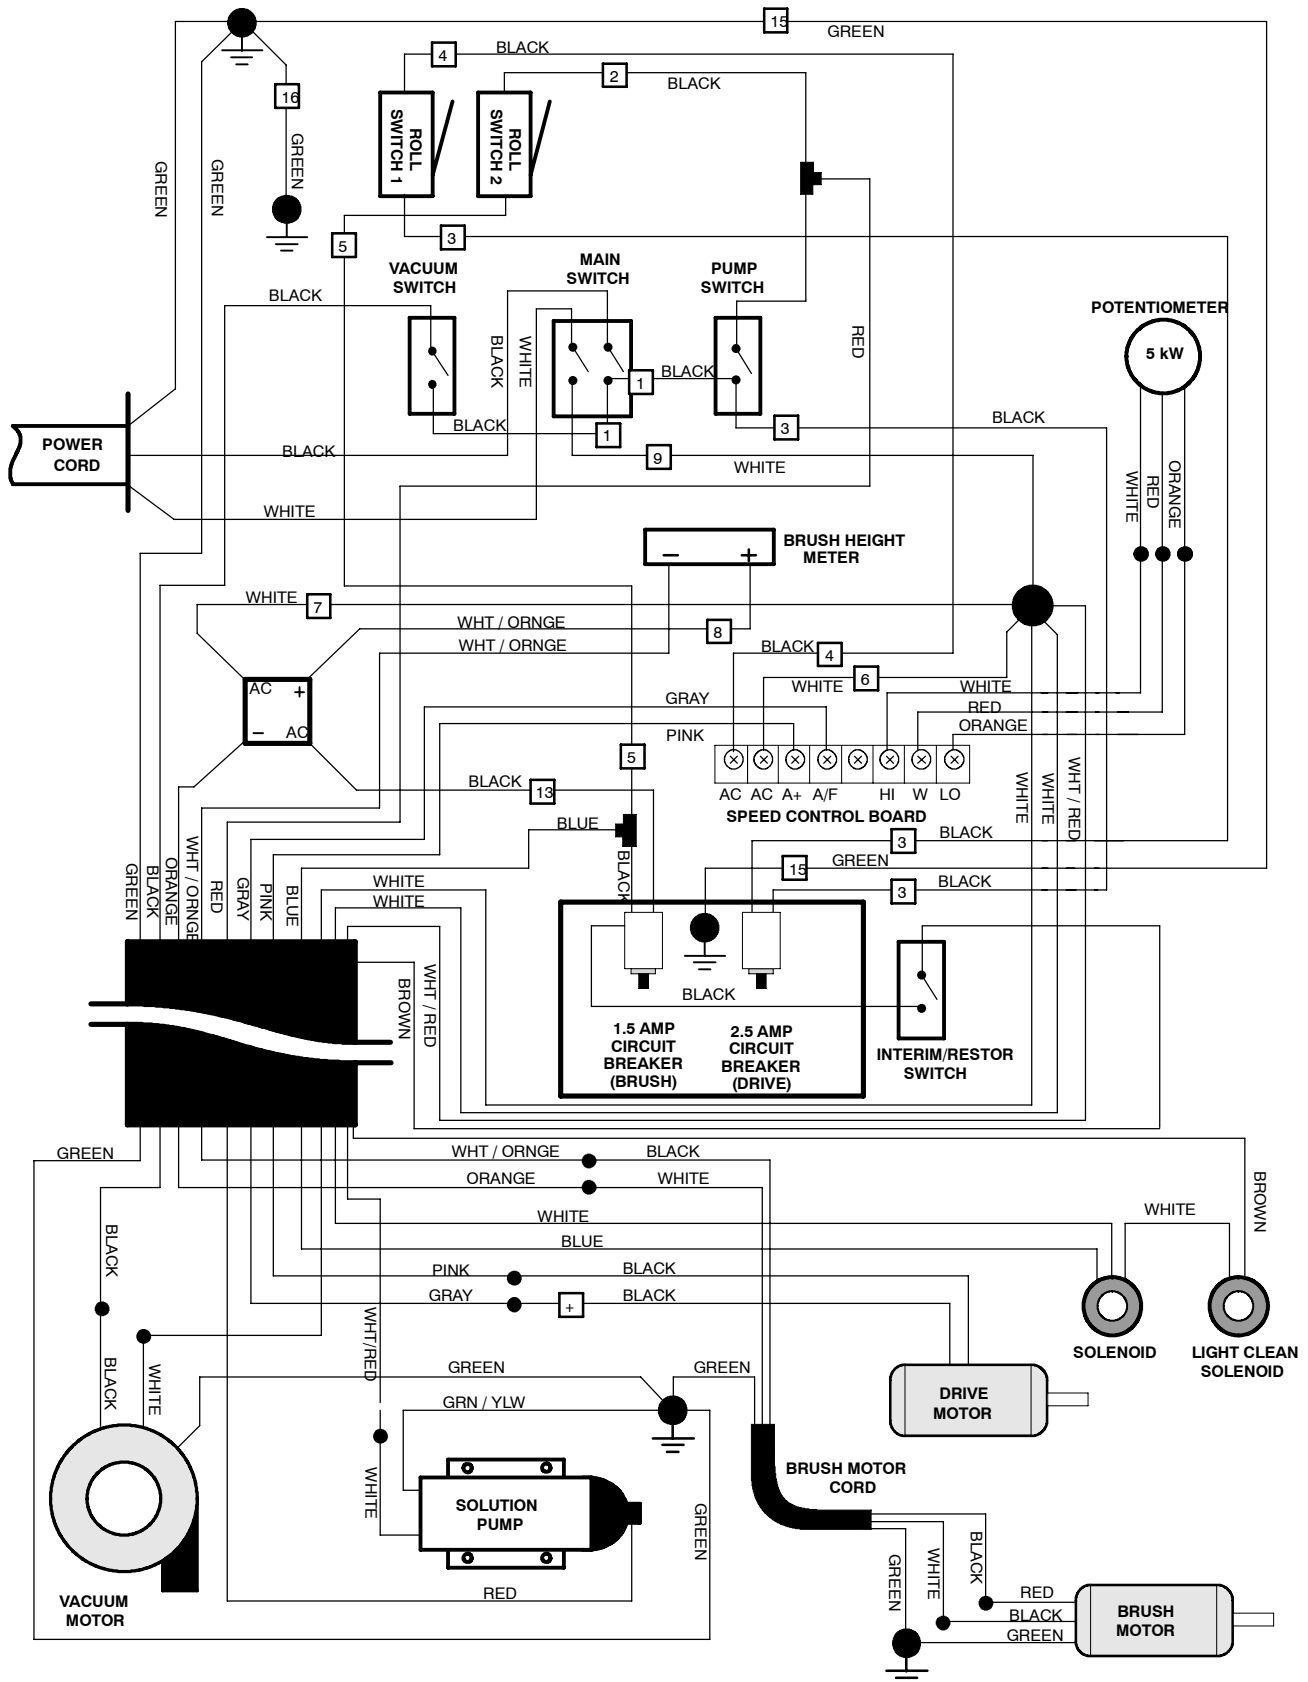 15
GREEN
4
BLACK
2
BLACK
16
ROLL
SWITCH 1
ROLL
SWITCH 2
GREEN
GREEN
GREEN
5
3
VACUUM
SWITCH
MAIN
SWITCH
PUMP
SWITCH
BLACK
POTENTIOMETER
5 kW
BLACK
WHITE
RED
1
BLACK
BLACK
1
3
BLACK
POWER
CORD
BLACK
9
WHITE
WHITE
RED
ORANGE
WHITE
BRUSH HEIGHT
METER
–
+
WHITE
7
WHT / ORNGE
8
WHT / ORNGE
BLACK
4
WHITE
6
WHITE
RED
ORANGE
GRAY
PINK
AC
+
–
AC
5
BLACK
13
AC
AC
A+
A/F
HI
W
LO
SPEED CONTROL BOARD
WHITE
WHITE
WHT / RED
BLUE
BLACK
3
BLACK
15
GREEN
3
BLACK
GREEN
BLACK
ORANGE
WHT / ORNGE
RED
GRAY
PINK
BLUE
WHITE
WHITE
BROWN
WHT / RED
BLACK
1.5 AMP
CIRCUIT
BREAKER
(BRUSH)
2.5 AMP
CIRCUIT
BREAKER
(DRIVE)
INTERIM/RESTOR
SWITCH
GREEN
WHT / ORNGE
BLACK
ORANGE
WHITE
WHITE
BLUE
WHITE
BROWN
BLACK
PINK
BLACK
GRAY
+
BLACK
SOLENOID
LIGHT CLEAN
SOLENOID
WHT/RED
BLACK
WHITE
GREEN
GREEN
GRN / YLW
DRIVE
MOTOR
BRUSH MOTOR
CORD
WHITE
SOLUTION
PUMP
GREEN
GREEN
WHITE
BLACK
VACUUM
MOTOR
RED
RED
BLACK
GREEN
BRUSH
MOTOR